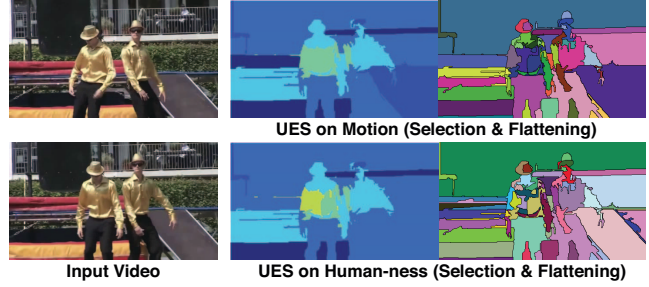 UES on Motion (Selection & Flattening)
Input Video
UES on Human-ness (Selection & Flattening)